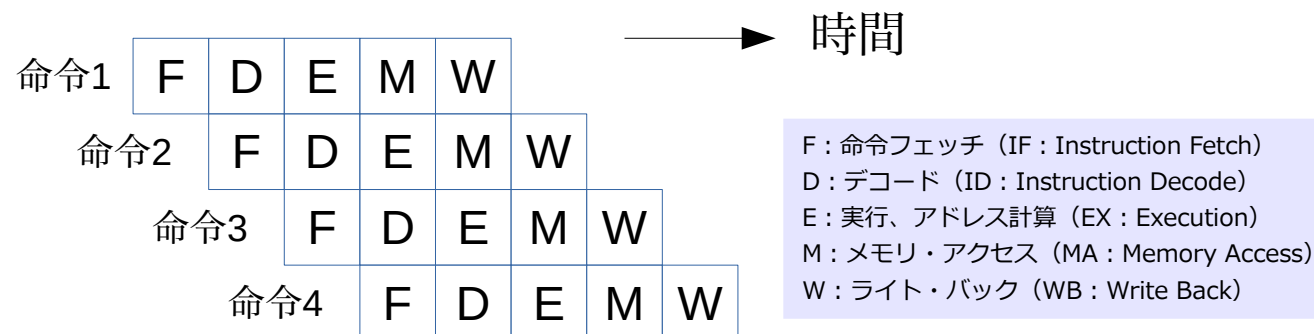 時間
命令1 F D E M W
命令2 F D E M W
命令3 F D E M W
命令4 F D E M W
F：命令フェッチ（IF：Instruction Fetch）
D：デコード（ID：Instruction Decode）
E：実行、アドレス計算（EX：Execution）
M：メモリ・アクセス（MA：Memory Access）
W：ライト・バック（WB：Write Back）